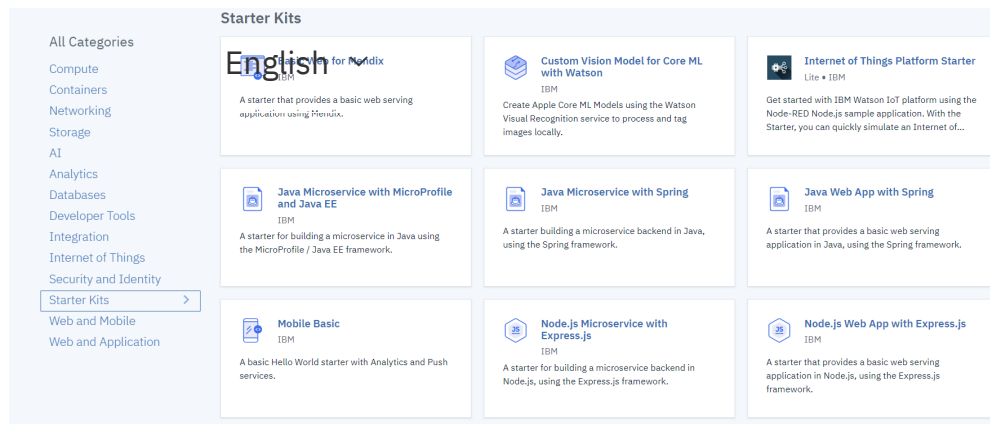 Starter Kits
All Categories
Compute
Containers
Networking
Storage
AI
Analytics
Databases
Developer Tools
Integration
Internet of Things
Security and Identity
Starter Kits
Web and Mobile
Web and Application
English
Basic Web for Mendix
IBM
A starter that provides a basic web serving
application using Mendix.
Custom Vision Model for Core ML
with Watson
IBM
Create Apple Core ML Models using the Watson
Visual Recognition service to process and tag
images locally.
Internet of Things Platform Starter
Lite • IBM
Get started with IBM Watson IoT platform using the
Node-RED Node.js sample application. With the
Starter, you can quickly simulate an Internet of...
Java Microservice with MicroProfile
and Java EE
IBM
A starter for building a microservice in Java using
the MicroProfile / Java EE framework.
Java Microservice with Spring
IBM
A starter building a microservice backend in Java,
using the Spring framework.
Java Web App with Spring
IBM
A starter that provides a basic web serving
application in Java, using the Spring framework.
Mobile Basic
IBM
A basic Hello World starter with Analytics and Push
services.
JS
Node.js Microservice with
Express.js
IBM
A starter for building a microservice backend in
Node.js, using the Express.js framework.
JS
Node.js Web App with Express.js
IBM
A starter that provides a basic web serving
application in Node.js, using the Express.js
framework.